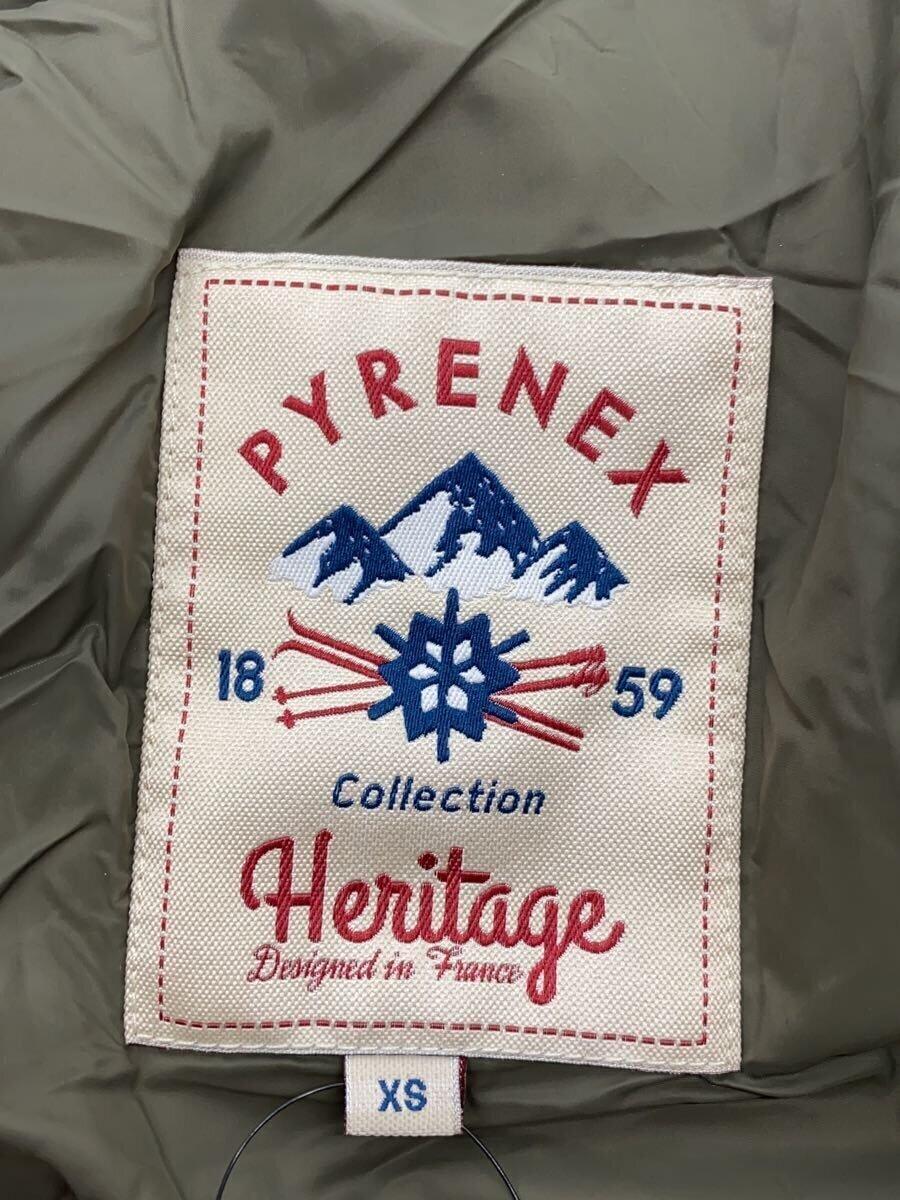 PYRENEX
18 59
Collection
Heritage
Designed in France
XS